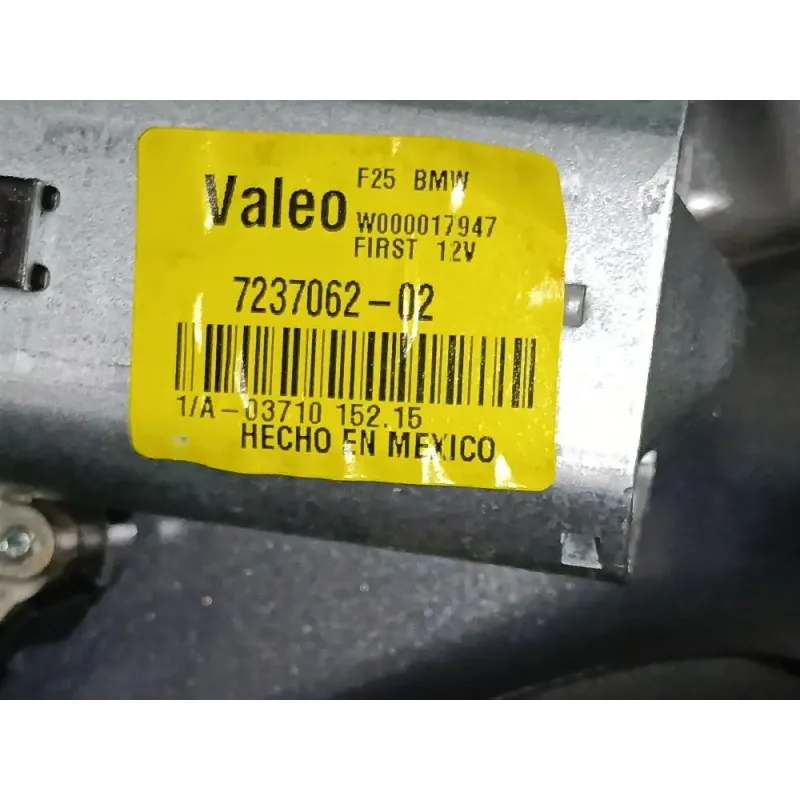 F25 BMW
Valeo
W000017947
FIRST 12V
7237062-02
1/A-03710 152.15
HECHO EN MEXICO